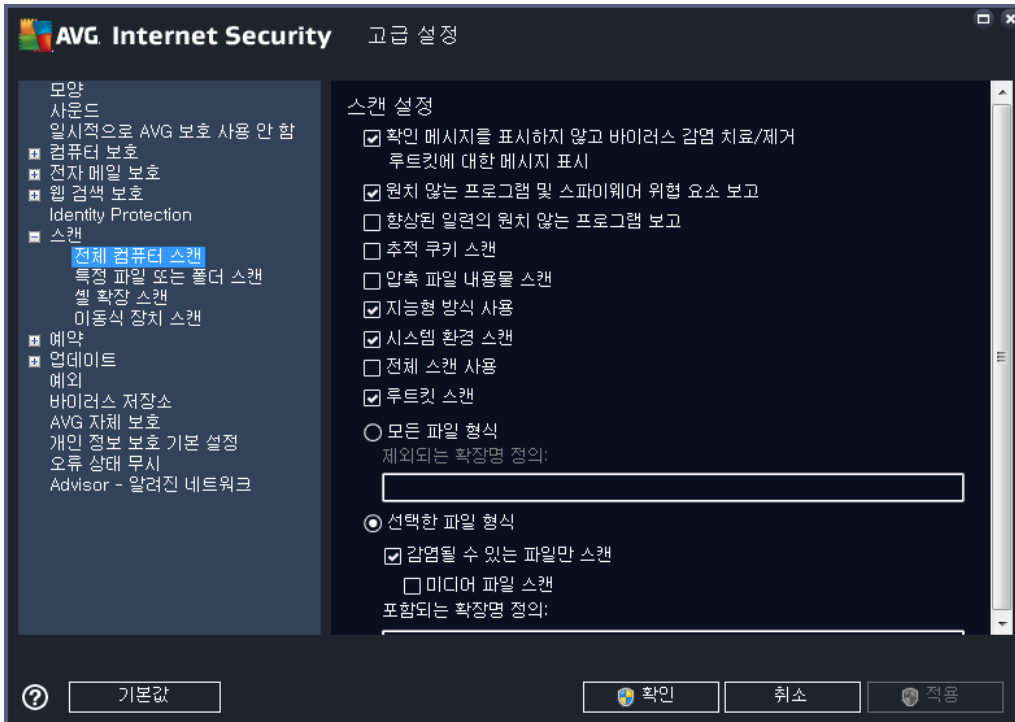 AVG Internet Security 고급 설정
모양
사운드
일시적으로 AVG 보호 사용 안 함
컴퓨터 보호
전자 메일 보호
웹 검색 보호
Identity Protection
스캔
전체 컴퓨터 스캔
특정 파일 또는 폴더 스캔
셸 확장 스캔
이동식 장치 스캔
예약
업데이트
예외
바이러스 저장소
AVG 자체 보호
개인 정보 보호 기본 설정
오류 상태 무시
Advisor - 알려진 네트워크
스캔 설정
확인 메시지를 표시하지 않고 바이러스 감염 치료/제거
루트킷에 대한 메시지 표시
원치 않는 프로그램 및 스파이웨어 위협 요소 보고
향상된 일련의 원치 않는 프로그램 보고
추적 쿠키 스캔
압축 파일 내용물 스캔
지능형 방식 사용
시스템 환경 스캔
전체 스캔 사용
루트킷 스캔
모든 파일 형식
제외되는 확장명 정의:
선택한 파일 형식
감염될 수 있는 파일만 스캔
미디어 파일 스캔
포함되는 확장명 정의:
기본값
확인
취소
적용